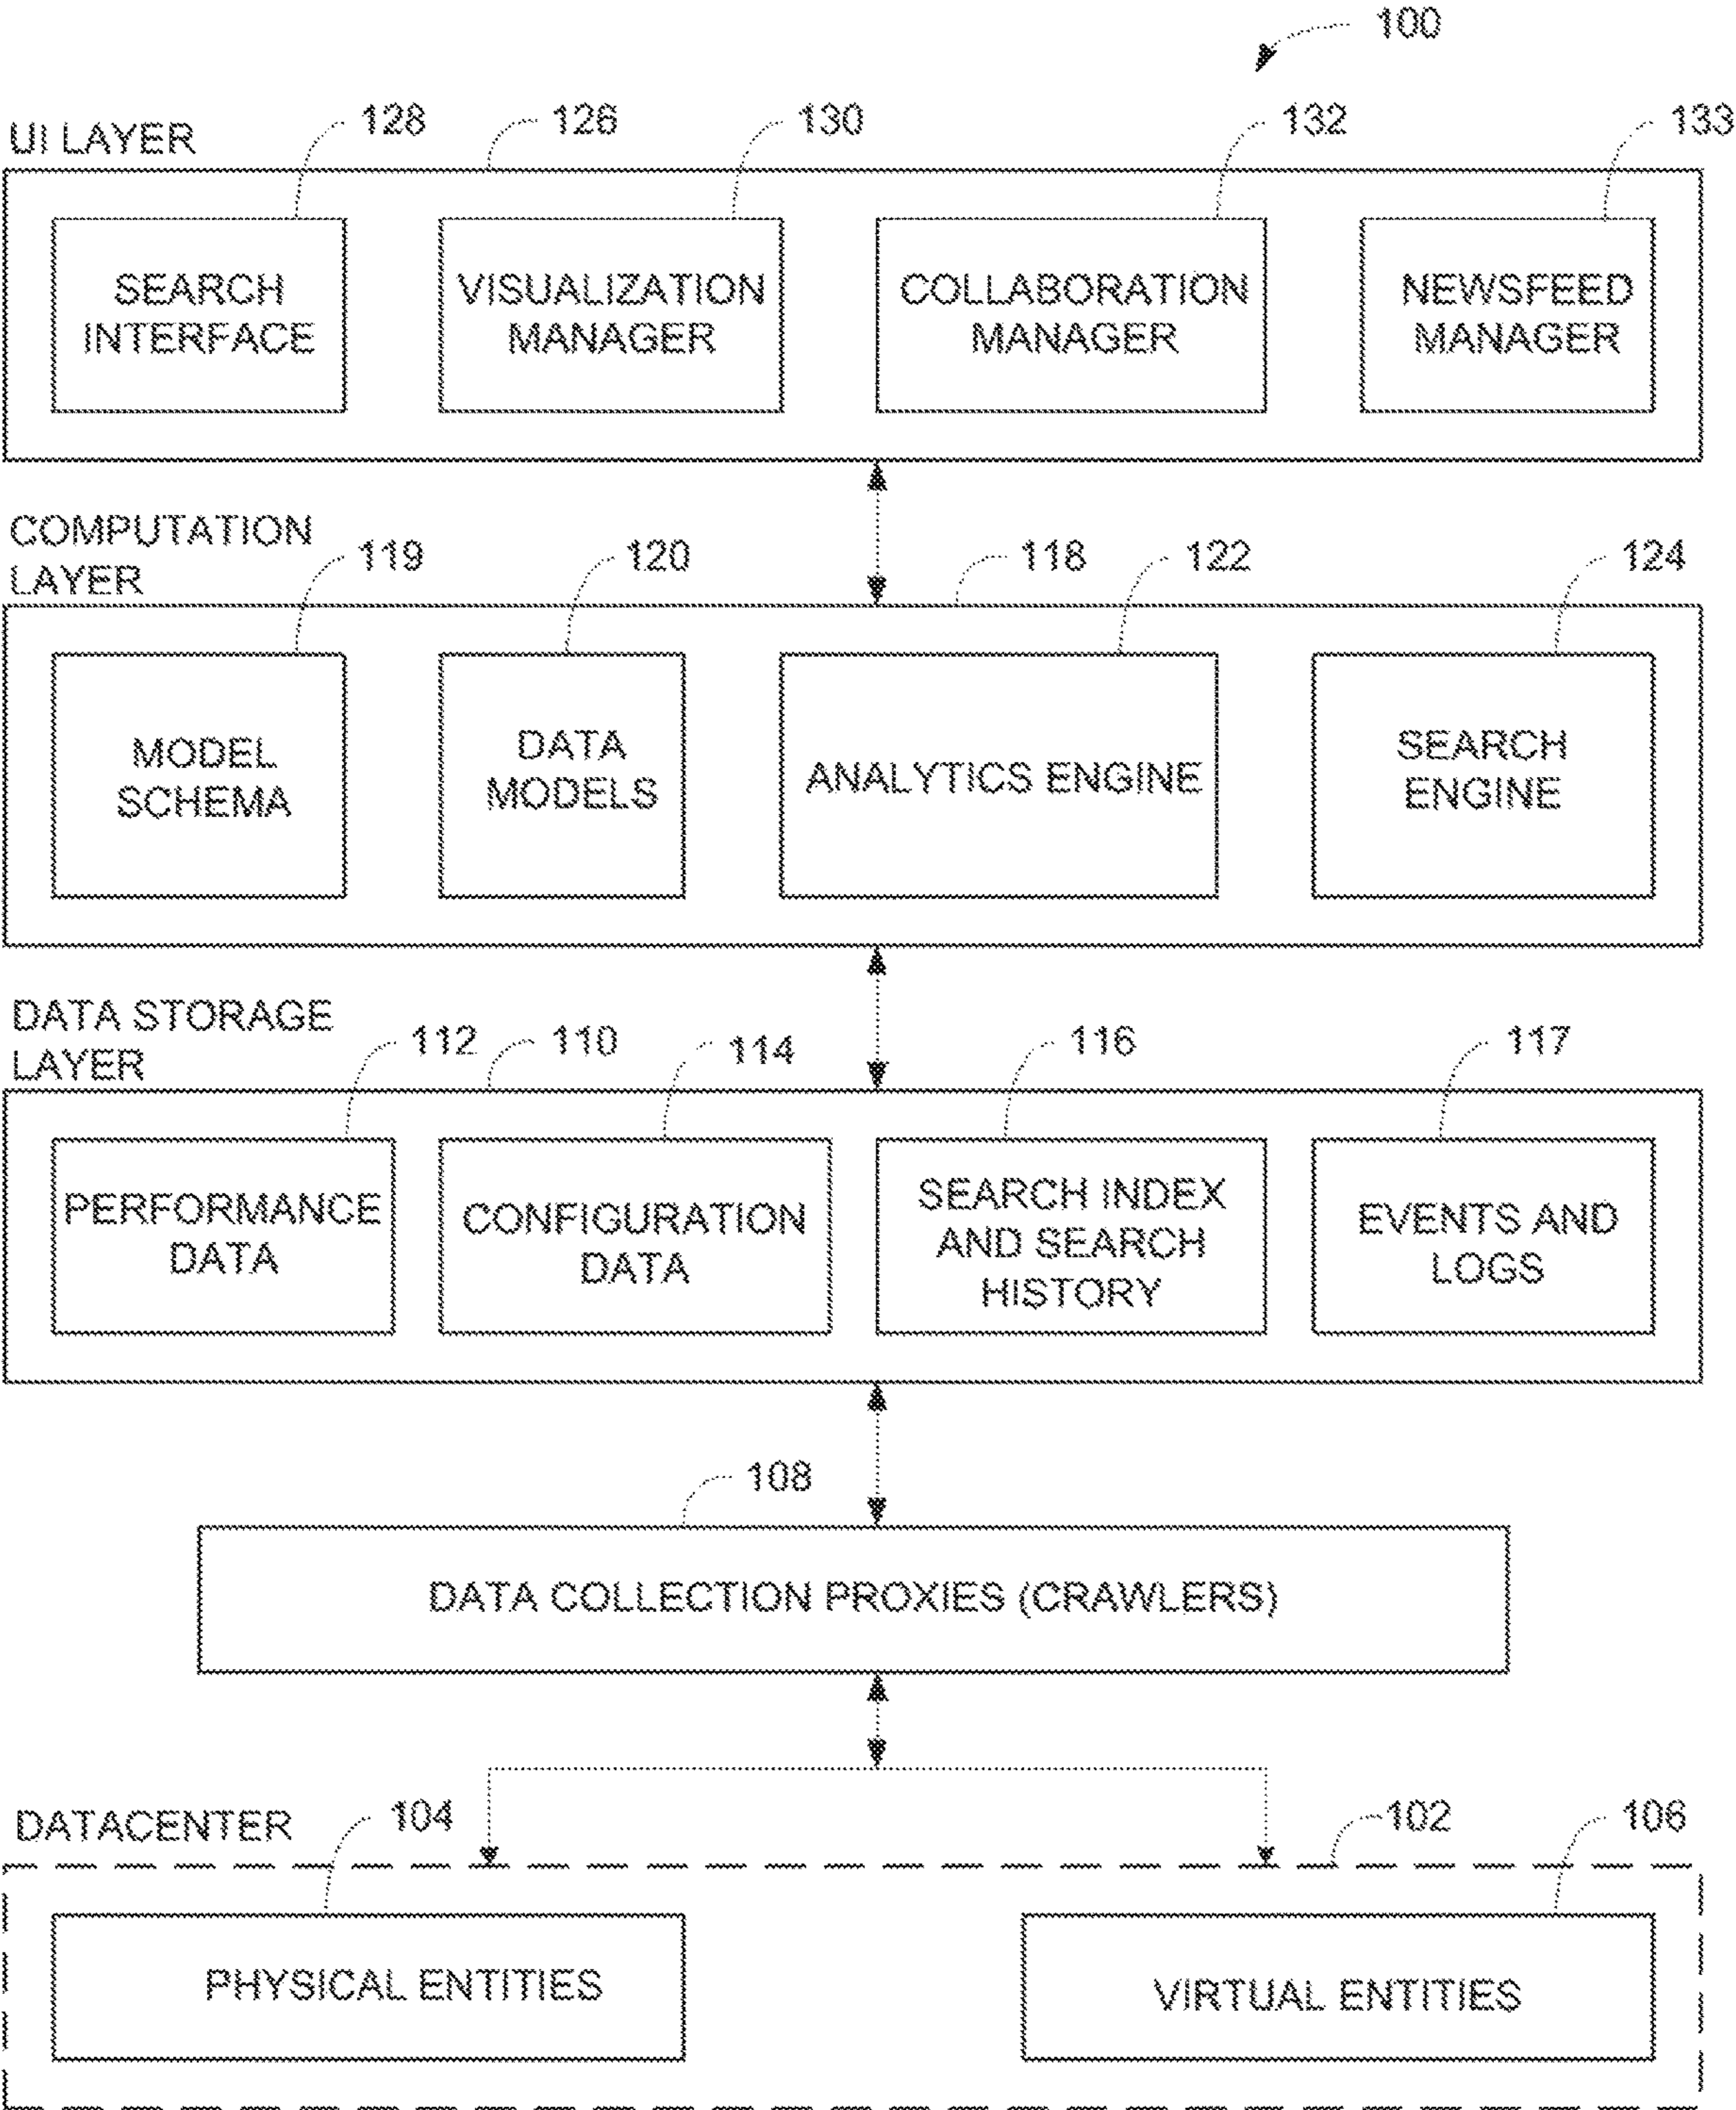 100
UI LAYER
128
126
130
132
133
SEARCH
INTERFACE
VISUALIZATION
MANAGER
COLLABORATION
MANAGER
NEWSFEED
MANAGER
COMPUTATION
LAYER
119
120
118
122
124
MODEL
SCHEMA
DATA
MODELS
ANALYTICS ENGINE
SEARCH
ENGINE
DATA STORAGE
LAYER
112
110
114
116
117
PERFORMANCE
DATA
CONFIGURATION
DATA
SEARCH INDEX
AND SEARCH
HISTORY
EVENTS AND
LOGS
108
DATA COLLECTION PROXIES (CRAWLERS)
DATACENTER
104
102
106
PHYSICAL ENTITIES
VIRTUAL ENTITIES